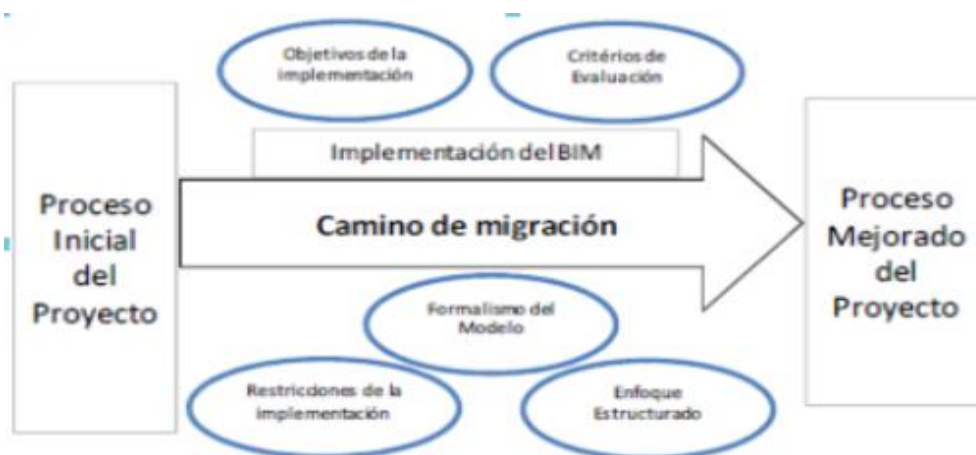 Objetivos de la
implementación
Critérios de
Evaluación
Proceso
Inicial
del
Proyecto
Implementación del BIM
Camino de migración
Proceso
Mejorado
del
Proyecto
Formalismo del
Modelo
Restricciones de la
implementación
Enfoque
Estructurado